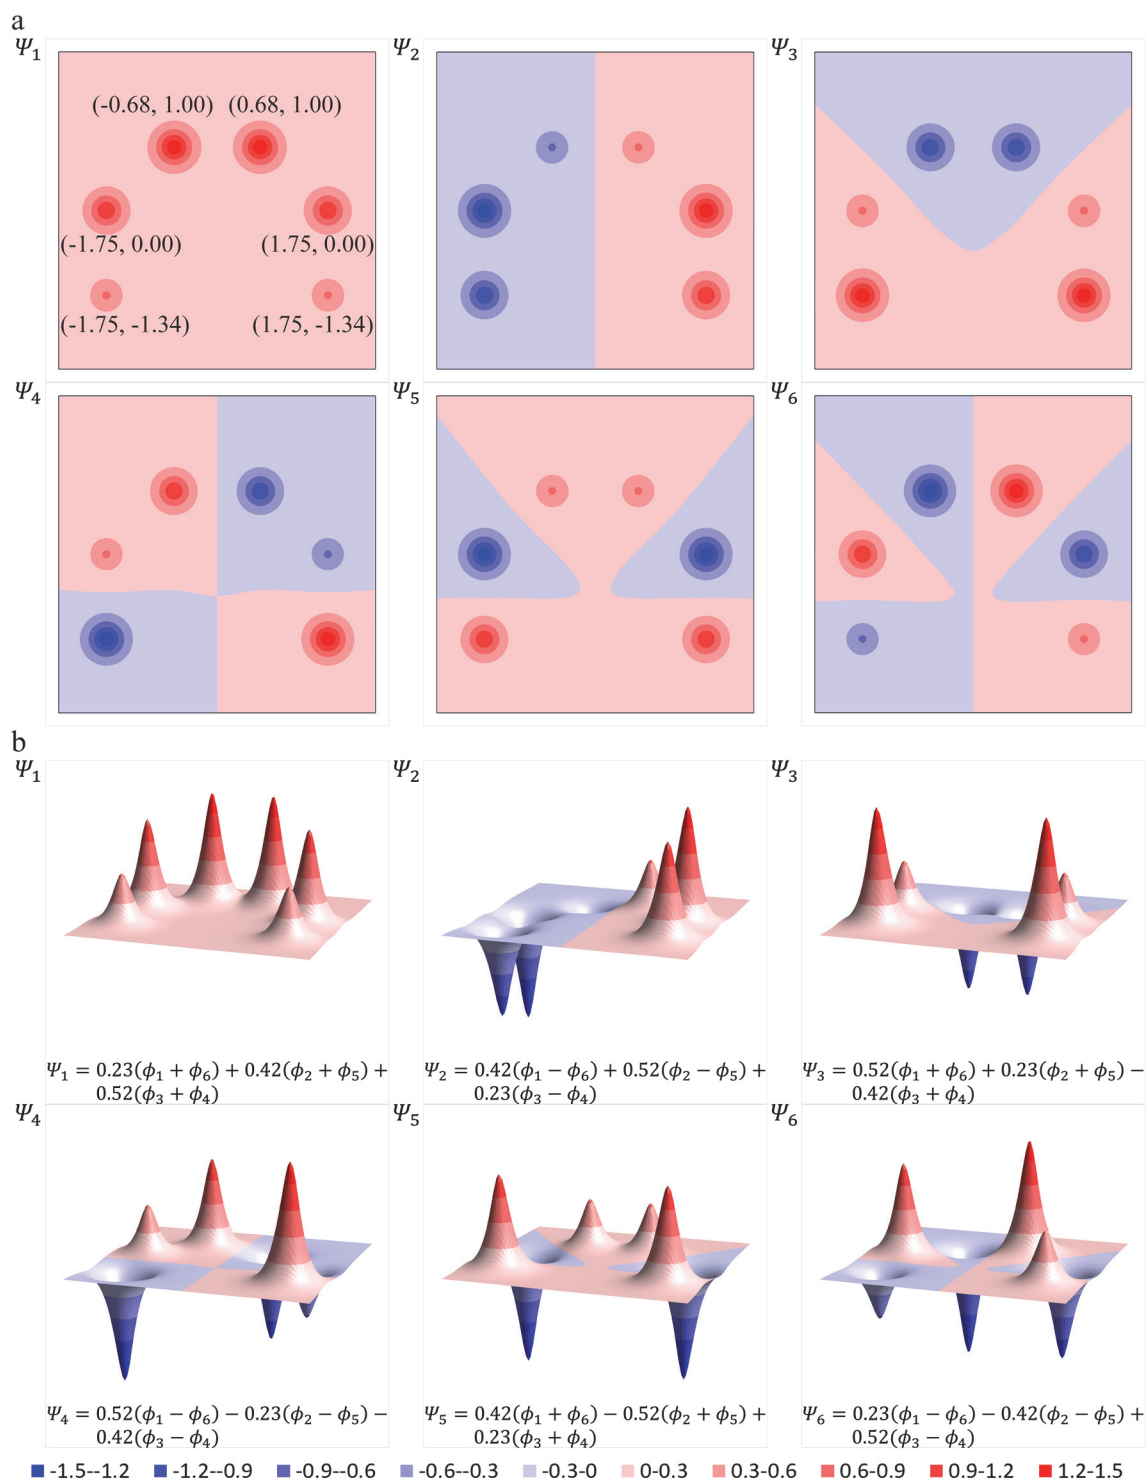 a
Ψ1
Ψ2
Ψ3
(-0.68, 1.00) (0.68, 1.00)
(-1.75, 0.00) (1.75, 0.00)
(-1.75, -1.34) (1.75, -1.34)
Ψ4
Ψ5
Ψ6
b
Ψ1
Ψ2
Ψ3
Ψ1 = 0.23(ϕ1 + ϕ6) + 0.42(ϕ2 + ϕ5) +
0.52(ϕ3 + ϕ4)
Ψ2 = 0.42(ϕ1 − ϕ6) + 0.52(ϕ2 − ϕ5) +
0.23(ϕ3 − ϕ4)
Ψ3 = 0.52(ϕ1 + ϕ6) + 0.23(ϕ2 + ϕ5) −
0.42(ϕ3 + ϕ4)
Ψ4
Ψ5
Ψ6
Ψ4 = 0.52(ϕ1 − ϕ6) − 0.23(ϕ2 − ϕ5) −
0.42(ϕ3 − ϕ4)
Ψ5 = 0.42(ϕ1 + ϕ6) − 0.52(ϕ2 + ϕ5) +
0.23(ϕ3 + ϕ4)
Ψ6 = 0.23(ϕ1 − ϕ6) − 0.42(ϕ2 − ϕ5) +
0.52(ϕ3 − ϕ4)
-1.5--1.2 -1.2--0.9 -0.9--0.6 -0.6--0.3 -0.3-0 0-0.3 0.3-0.6 0.6-0.9 0.9-1.2 1.2-1.5